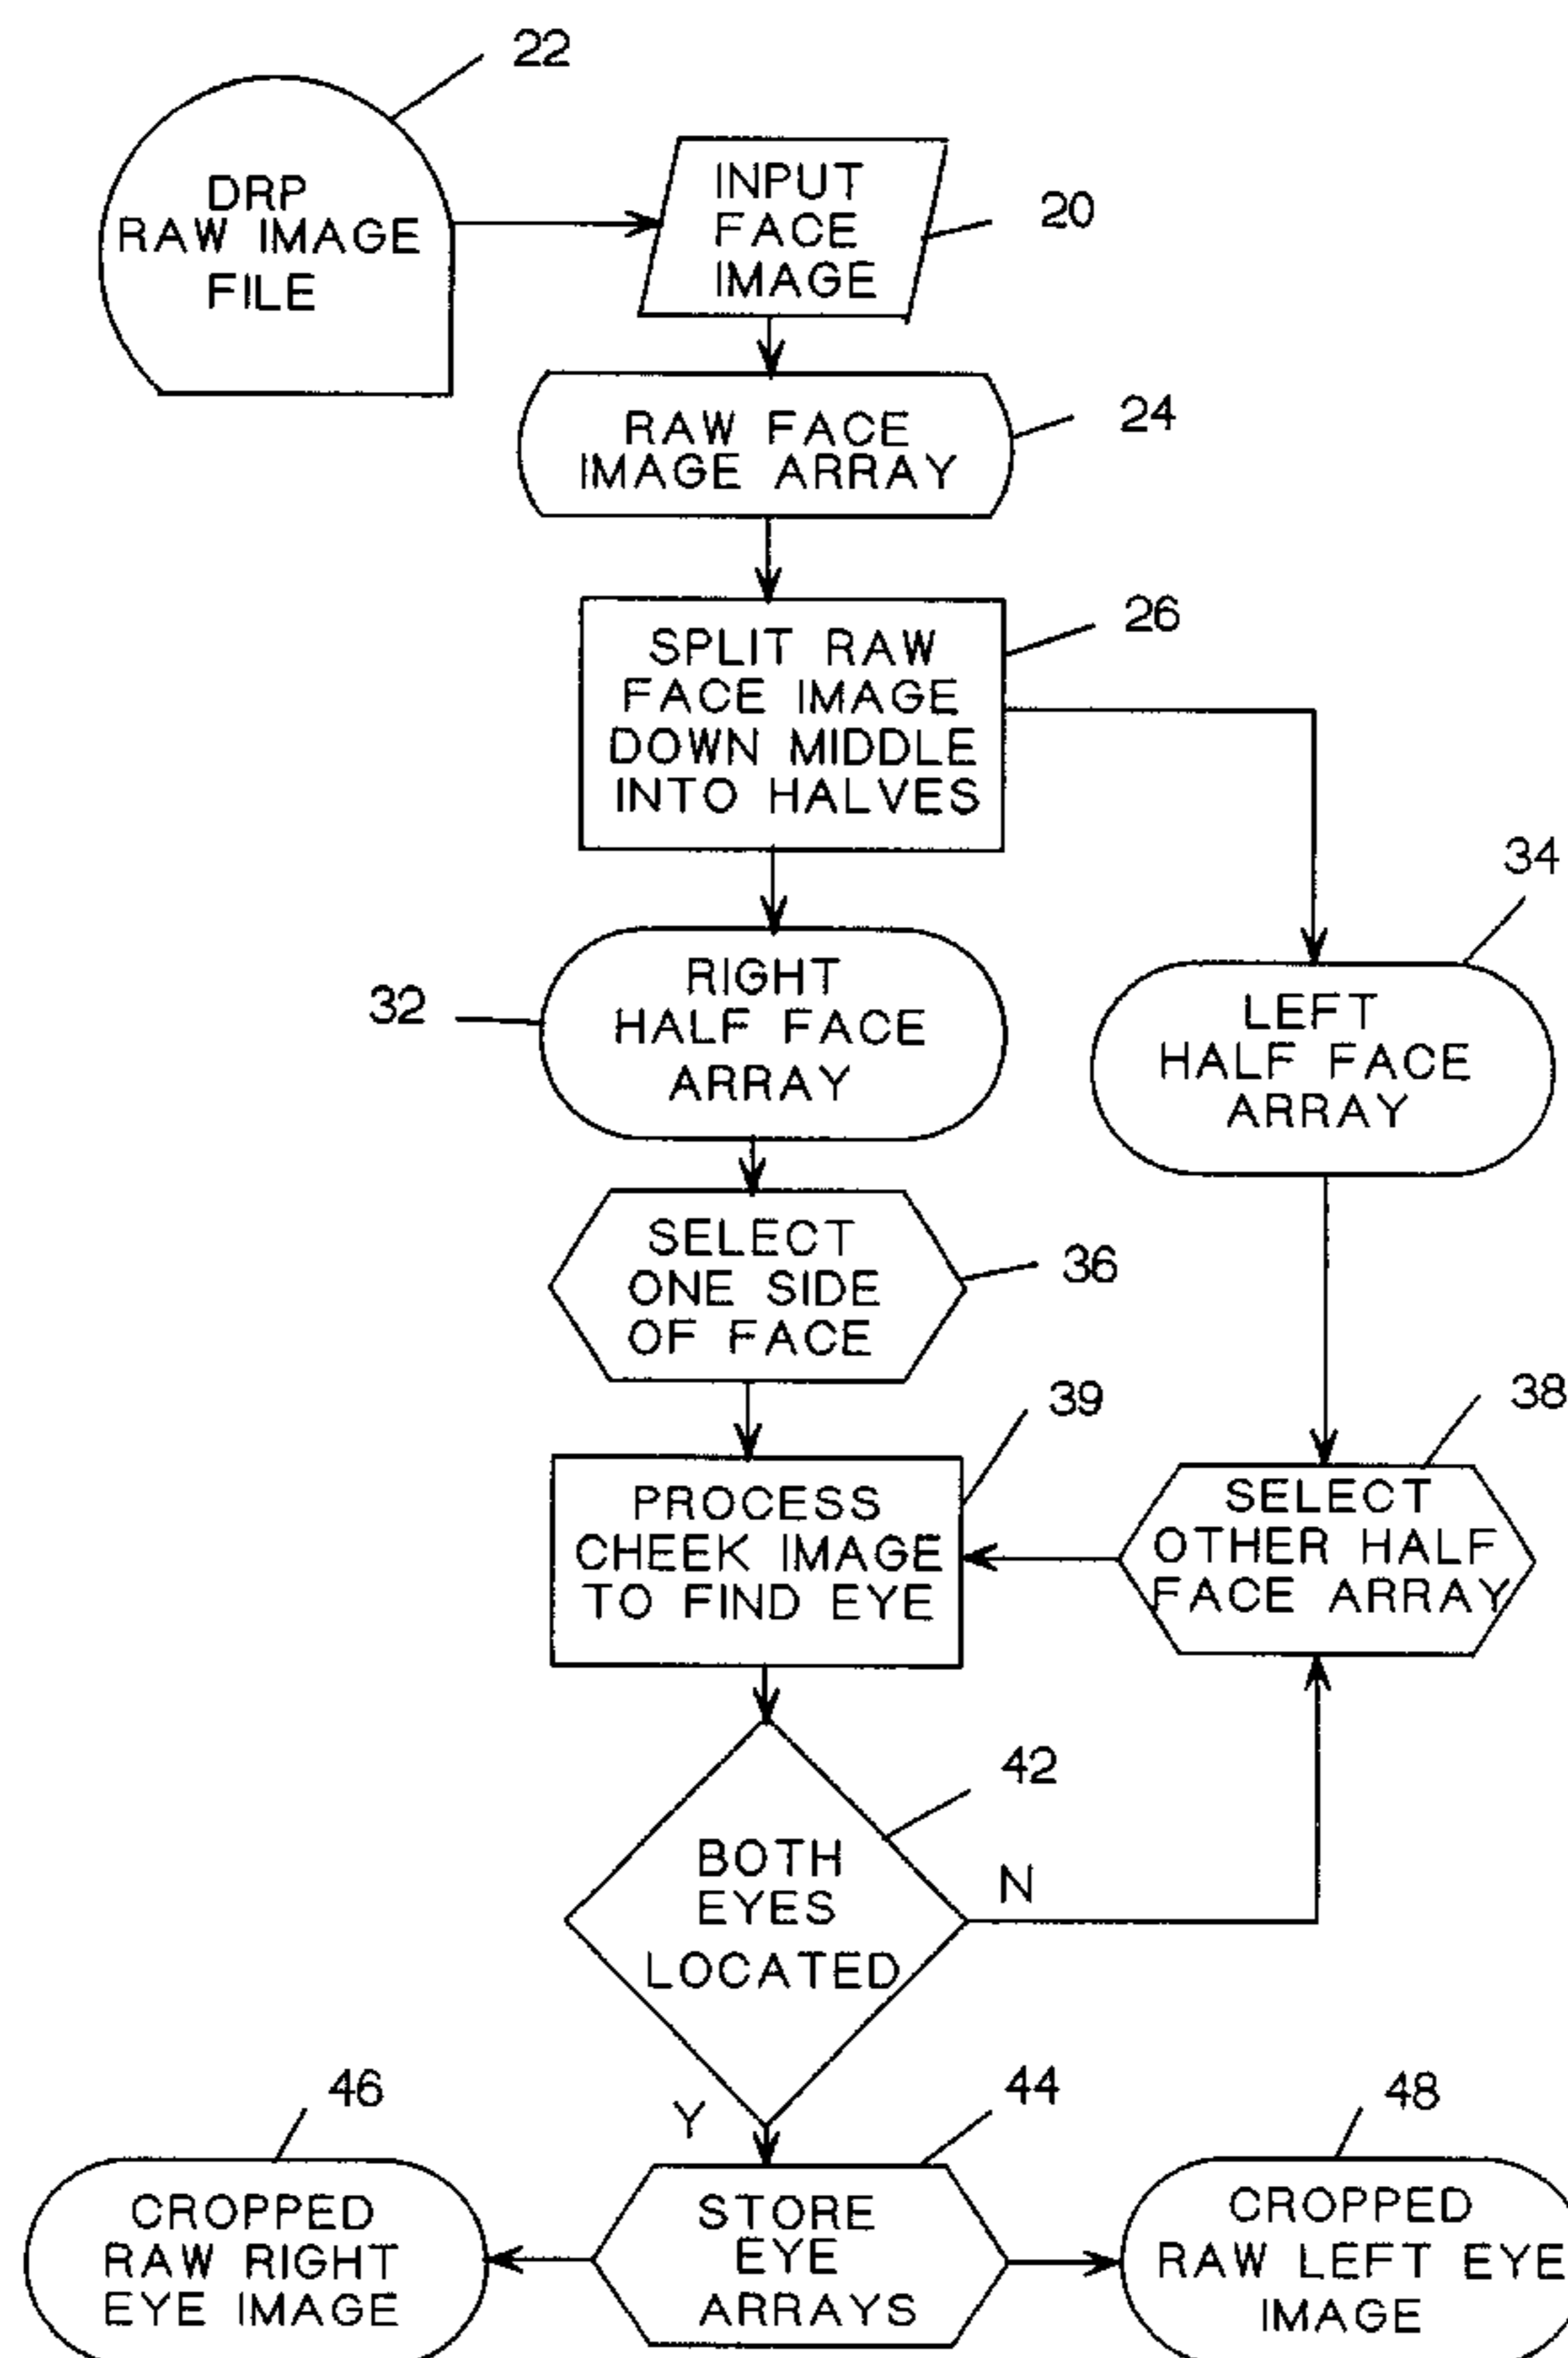 22
DRP
RAW IMAGE
FILE
INPUT
FACE
IMAGE
20
RAW FACE
IMAGE ARRAY
24
SPLIT RAW
FACE IMAGE
DOWN MIDDLE
INTO HALVES
26
34
RIGHT
HALF FACE
ARRAY
32
LEFT
HALF FACE
ARRAY
SELECT
ONE SIDE
OF FACE
36
39
38
PROCESS
CHEEK IMAGE
TO FIND EYE
SELECT
OTHER HALF
FACE ARRAY
42
BOTH
EYES
LOCATED
N
Y
46
44
48
CROPPED
RAW RIGHT
EYE IMAGE
STORE
EYE
ARRAYS
CROPPED
RAW LEFT EYE
IMAGE